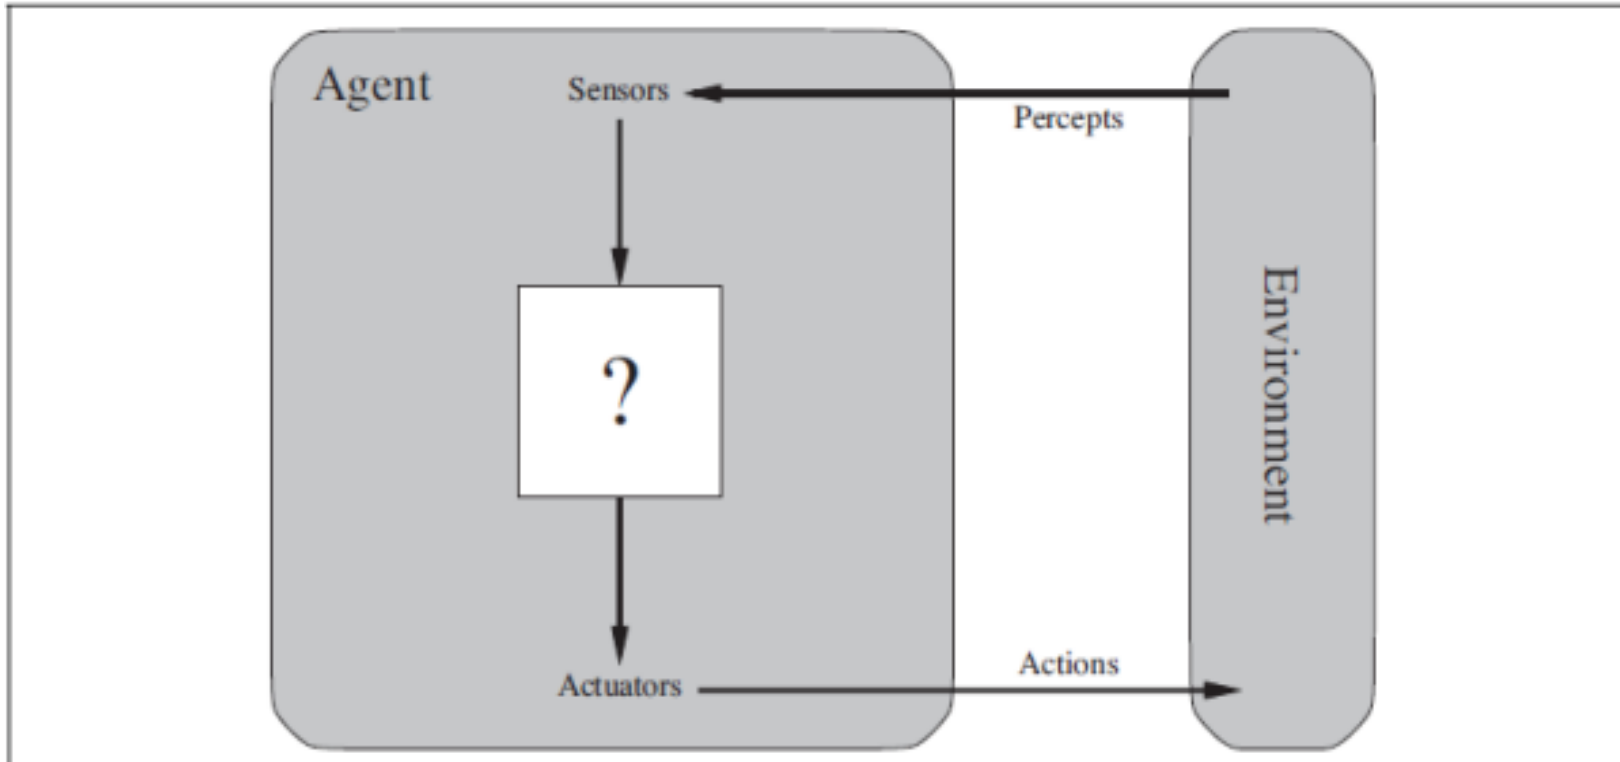 Agent
Sensors
Percepts
?
Environment
Actuators
Actions